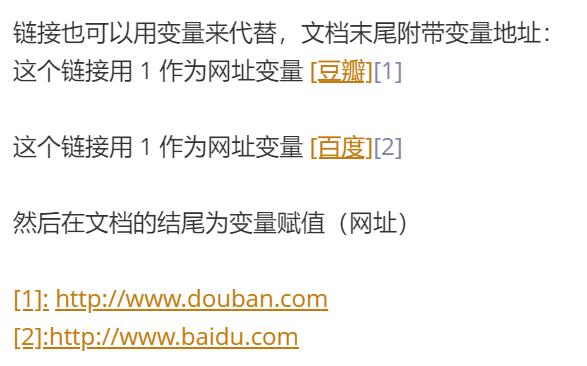 链接也可以用变量来代替，文档末尾附带变量地址：
这个链接用 1 作为网址变量 [豆瓣][1]
这个链接用 1 作为网址变量 [百度][2]
然后在文档的结尾为变量赋值（网址）
[1]: http://www.douban.com
[2]:http://www.baidu.com